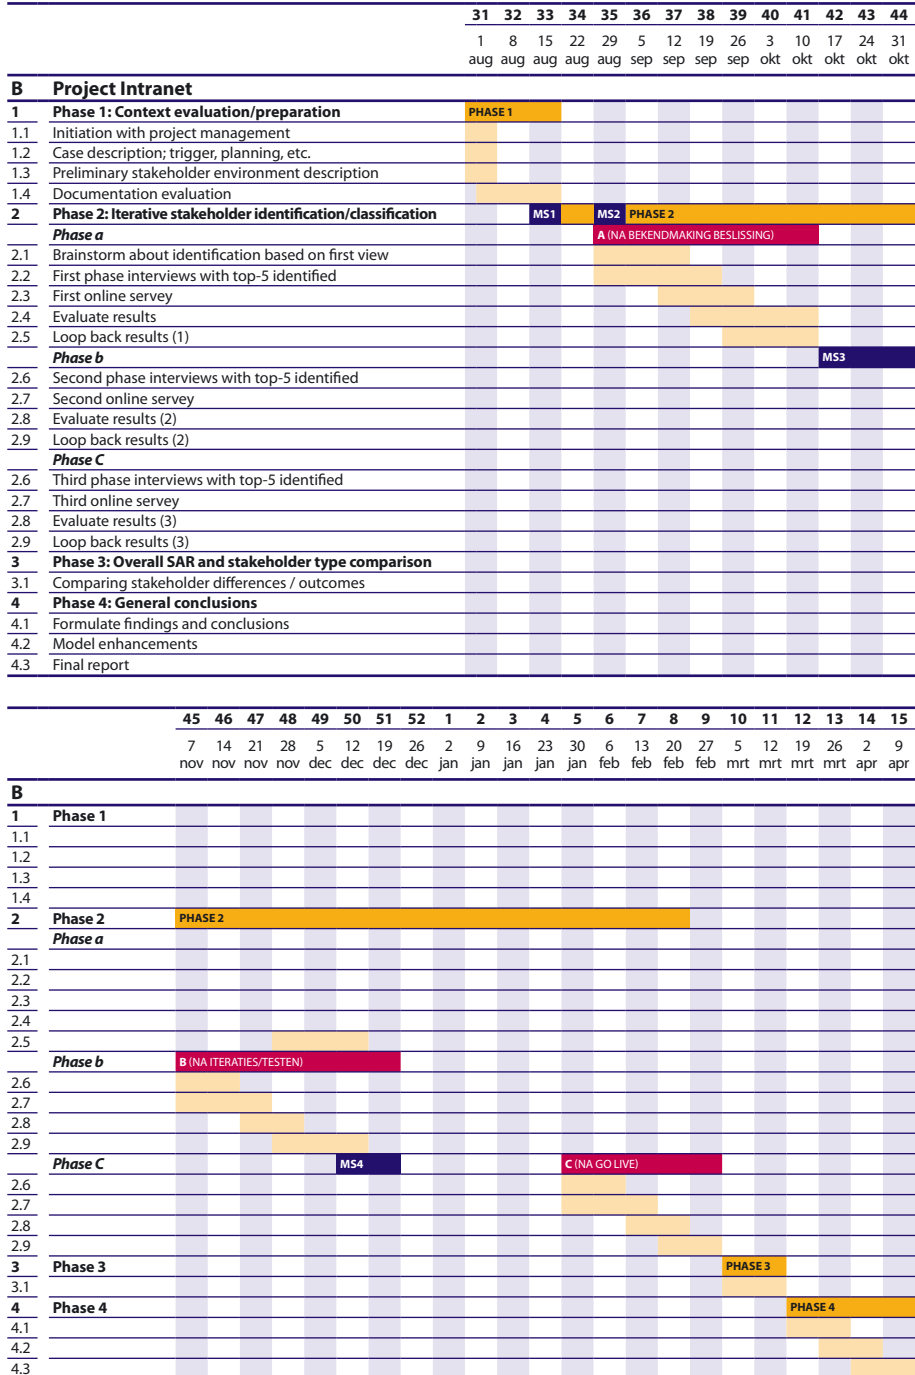 31 32 33 34 35 36 37 38 39 40 41 42 43 44
1 8 15 22 29 5 12 19 26 3 10 17 24 31
aug aug aug aug aug sep sep sep sep okt okt okt okt okt
B Project Intranet
1 Phase 1: Context evaluation/preparation PHASE 1
1.1 Initiation with project management
1.2 Case description; trigger, planning, etc.
1.3 Preliminary stakeholder environment description
1.4 Documentation evaluation
2 Phase 2: Iterative stakeholder identification/classification MS1 MS2 PHASE 2
Phase a A (NA BEKENDMAKING BESLISSING)
2.1 Brainstorm about identification based on first view
2.2 First phase interviews with top-5 identified
2.3 First online servey
2.4 Evaluate results
2.5 Loop back results (1)
Phase b MS3
2.6 Second phase interviews with top-5 identified
2.7 Second online servey
2.8 Evaluate results (2)
2.9 Loop back results (2)
Phase C
2.6 Third phase interviews with top-5 identified
2.7 Third online servey
2.8 Evaluate results (3)
2.9 Loop back results (3)
3 Phase 3: Overall SAR and stakeholder type comparison
3.1 Comparing stakeholder differences / outcomes
4 Phase 4: General conclusions
4.1 Formulate findings and conclusions
4.2 Model enhancements
4.3 Final report
45 46 47 48 49 50 51 52 1 2 3 4 5 6 7 8 9 10 11 12 13 14 15
7 14 21 28 5 12 19 26 2 9 16 23 30 6 13 20 27 5 12 19 26 2 9
nov nov nov nov dec dec dec dec jan jan jan jan jan feb feb feb feb mrt mrt mrt mrt apr apr
B
1 Phase 1
1.1
1.2
1.3
1.4
2 Phase 2 PHASE 2
Phase a
2.1
2.2
2.3
2.4
2.5
Phase b B (NA ITERATIES/TESTEN)
2.6
2.7
2.8
2.9
Phase C MS4 C (NA GO LIVE)
2.6
2.7
2.8
2.9
3 Phase 3 PHASE 3
3.1
4 Phase 4 PHASE 4
4.1
4.2
4.3